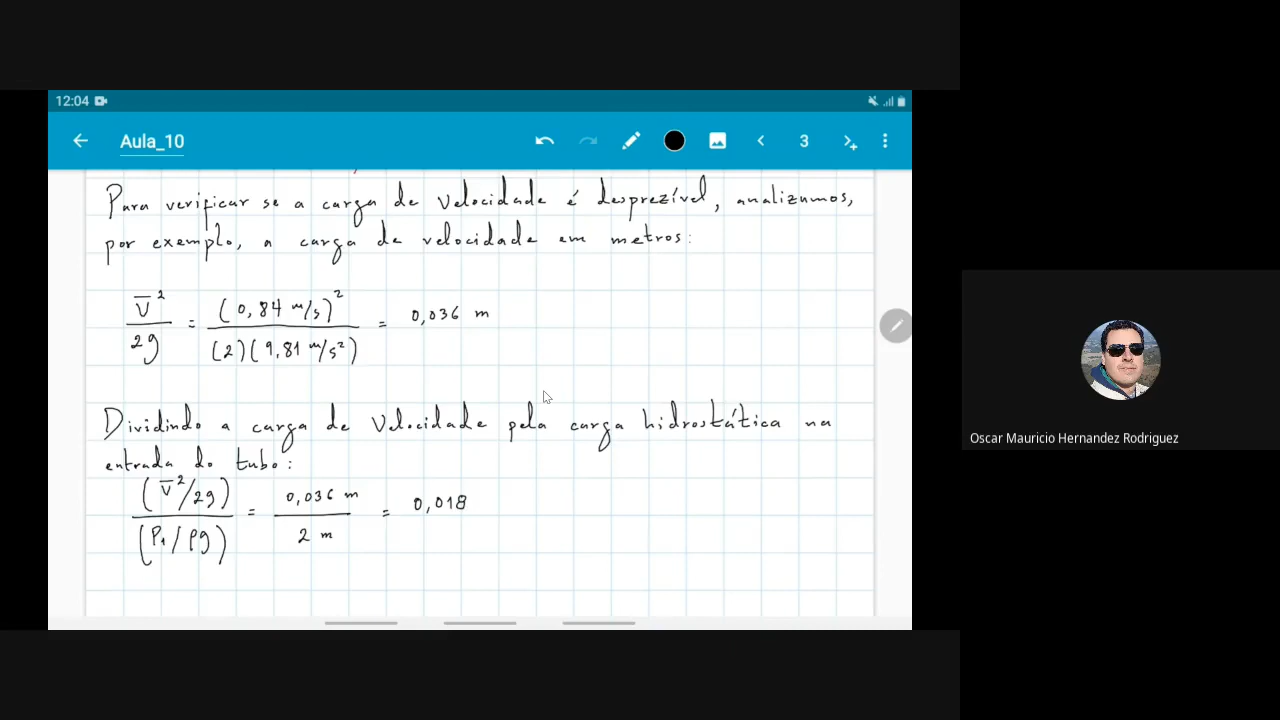 12:04
Aula_10
3
Para verificar se a carga de velocidade é desprezível, analizamos,
por exemplo, a carga de velocidade em metros:
V̅²/2g = (0,84 m/s)²/(2)(9,81 m/s²) = 0,036 m
Dividindo a carga de velocidade pela carga hidrostática na
entrada do tubo:
(V̅²/2g)/(P₁/ρg) = 0,036 m/2 m = 0,018
Oscar Mauricio Hernandez Rodriguez